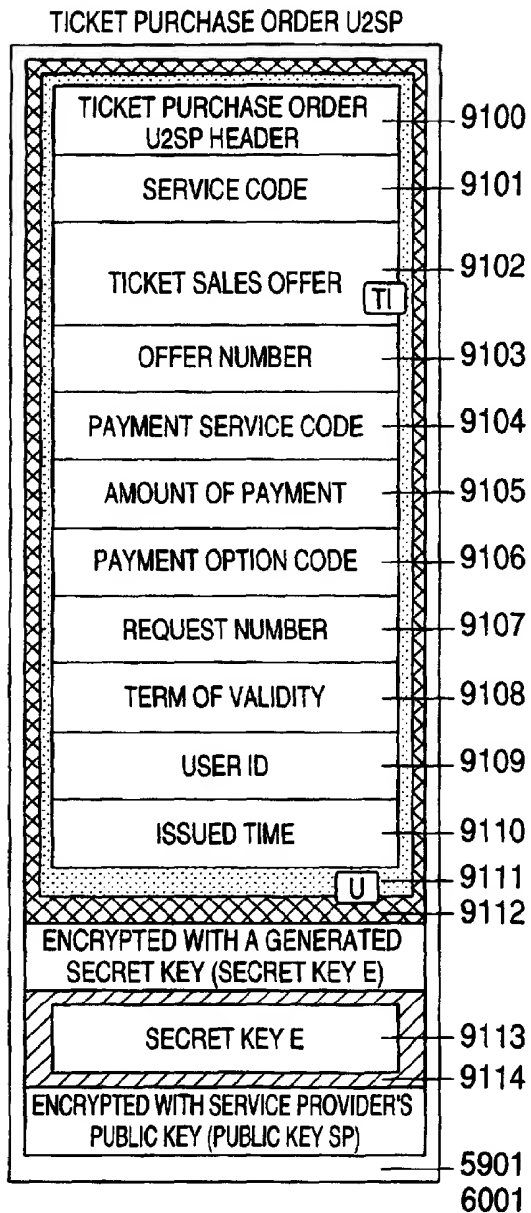 TICKET PURCHASE ORDER U2SP
TICKET PURCHASE ORDER
U2SP HEADER
9100
SERVICE CODE
9101
TICKET SALES OFFER
9102
TI
OFFER NUMBER
9103
PAYMENT SERVICE CODE
9104
AMOUNT OF PAYMENT
9105
PAYMENT OPTION CODE
9106
REQUEST NUMBER
9107
TERM OF VALIDITY
9108
USER ID
9109
ISSUED TIME
9110
U
9111
9112
ENCRYPTED WITH A GENERATED
SECRET KEY (SECRET KEY E)
SECRET KEY E
9113
9114
ENCRYPTED WITH SERVICE PROVIDER'S
PUBLIC KEY (PUBLIC KEY SP)
5901
6001